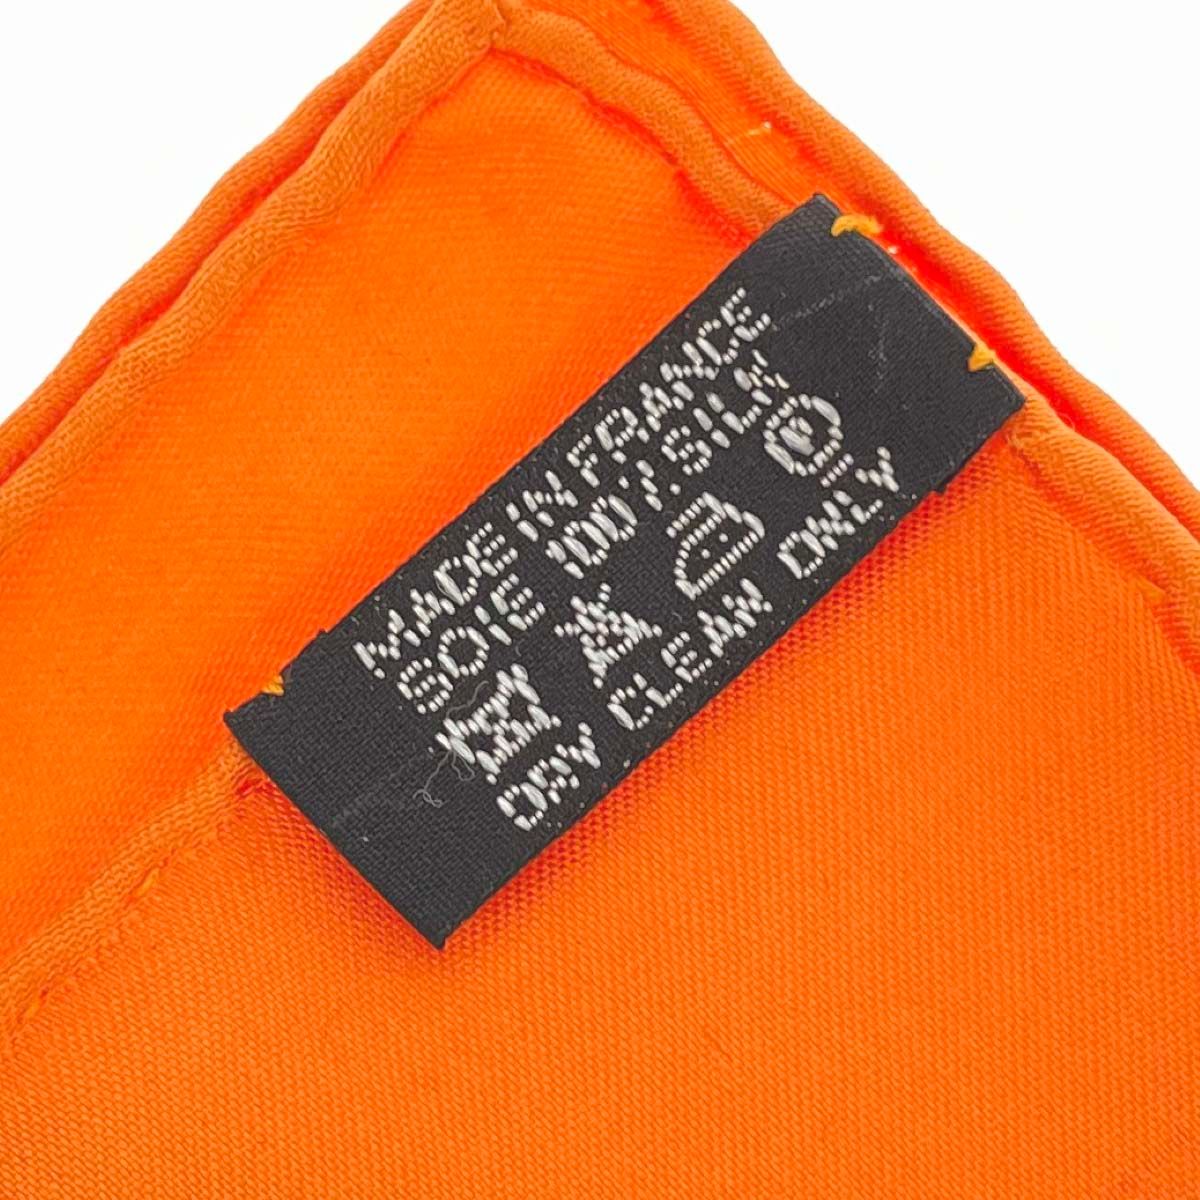 MADE IN FRANCE
SOIE 100% SILK
P
DRY CLEAN ONLY